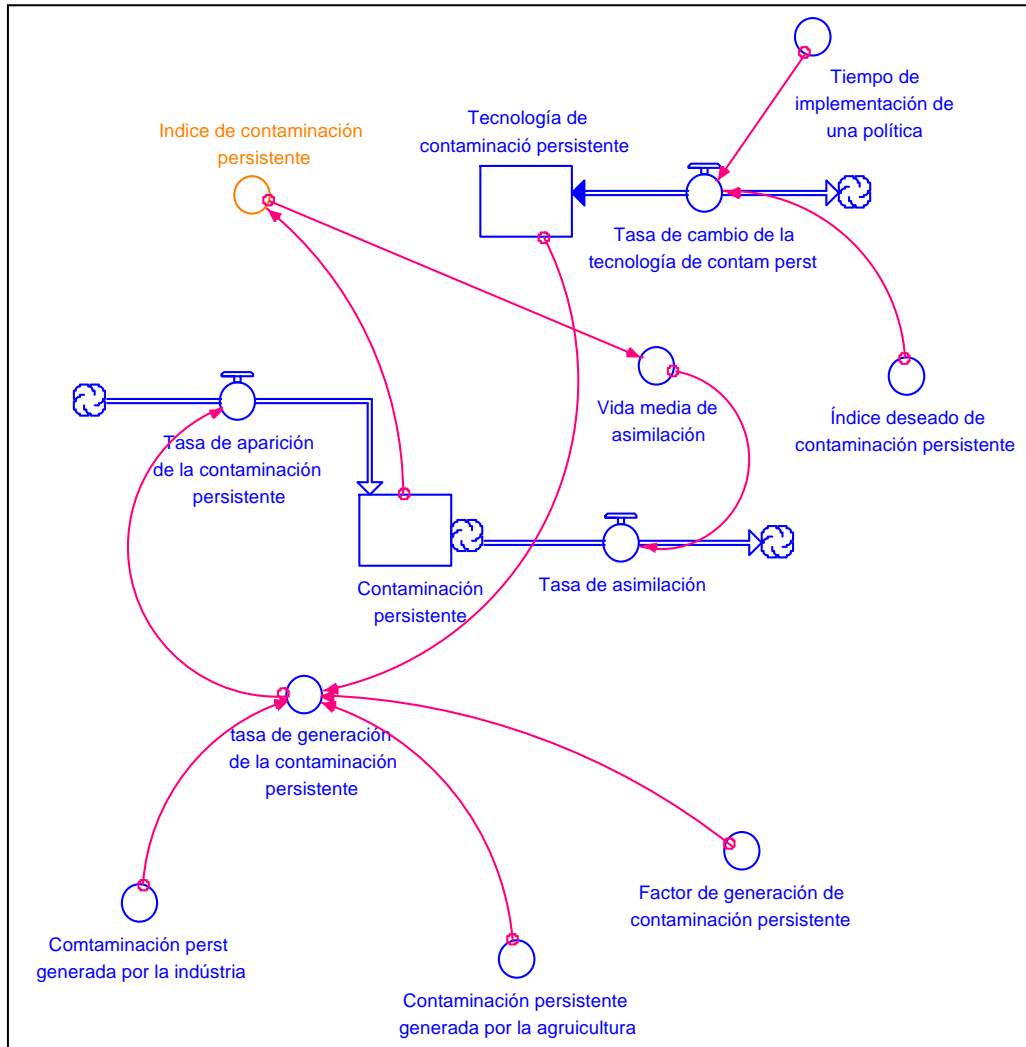 Tiempo de
implementación de
una política
Tecnología de
contaminació persistente
Indice de contaminación
persistente
Tasa de cambio de la
tecnología de contam perst
Vida media de
asimilación
Índice deseado de
contaminación persistente
Tasa de aparición
de la contaminación
persistente
Contaminación
persistente
Tasa de asimilación
tasa de generación
de la contaminación
persistente
Factor de generación de
contaminación persistente
Comtaminación perst
generada por la indústria
Contaminación persistente
generada por la agruicultura